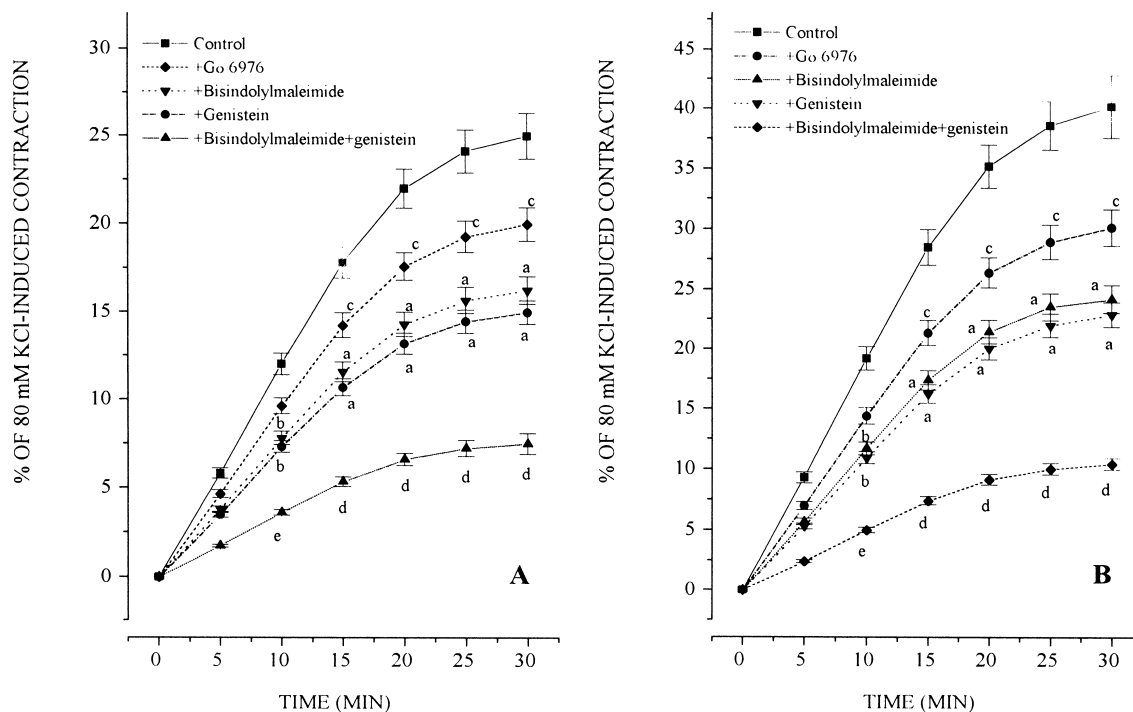 % OF 80 mM KCl-INDUCED CONTRACTION
30
25
20
15
10
5
0
Control
+Go 6976
+Bisindolylmaleimide
+Genistein
+Bisindolylmaleimide+genistein
c
c
c
c
a
a
a
a
b
a
a
a
a
b
d
d
d
d
e
A
0 5 10 15 20 25 30
TIME (MIN)
% OF 80 mM KCl-INDUCED CONTRACTION
45
40
35
30
25
20
15
10
5
0
Control
+Go 6976
+Bisindolylmaleimide
+Genistein
+Bisindolylmaleimide+genistein
c
c
c
c
a
a
a
a
b
a
a
a
a
b
d
d
d
d
e
B
0 5 10 15 20 25 30
TIME (MIN)